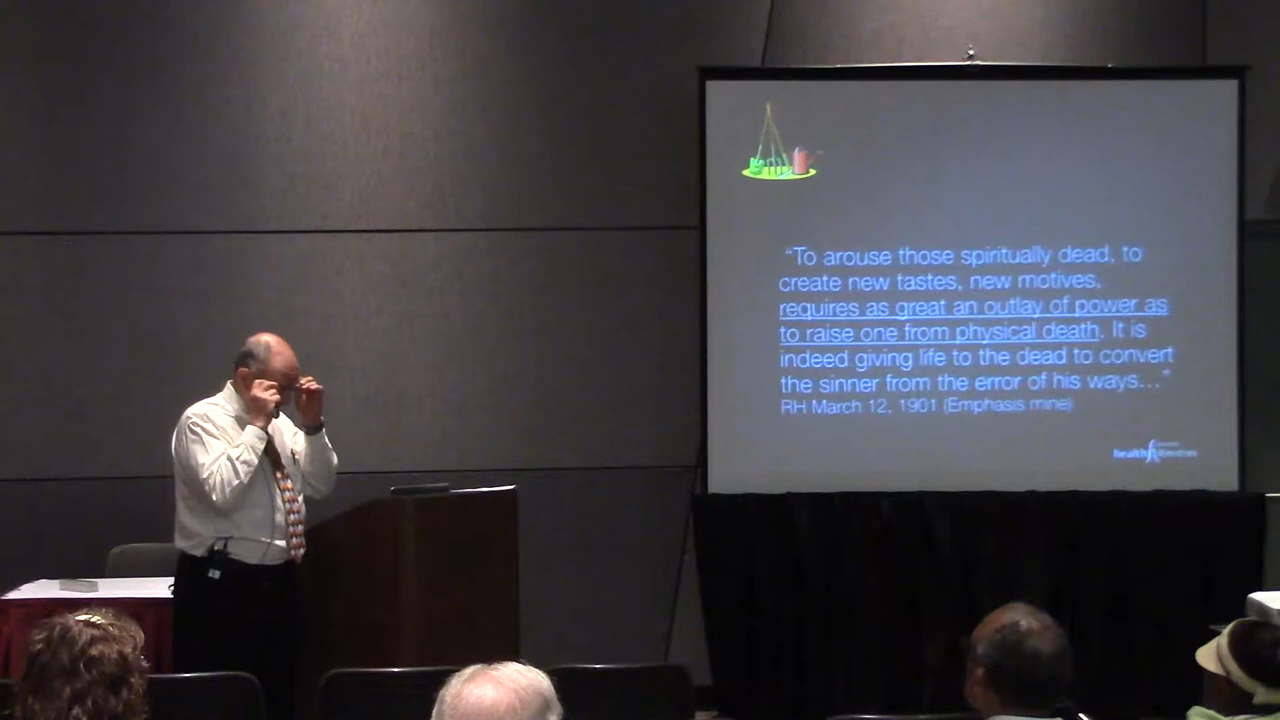 “To arouse those spiritually dead, to
create new tastes, new motives,
requires as great an outlay of power as
to raise one from physical death. It is
indeed giving life to the dead to convert
the sinner from the error of his ways…”
RH March 12, 1901 (Emphasis mine)
health